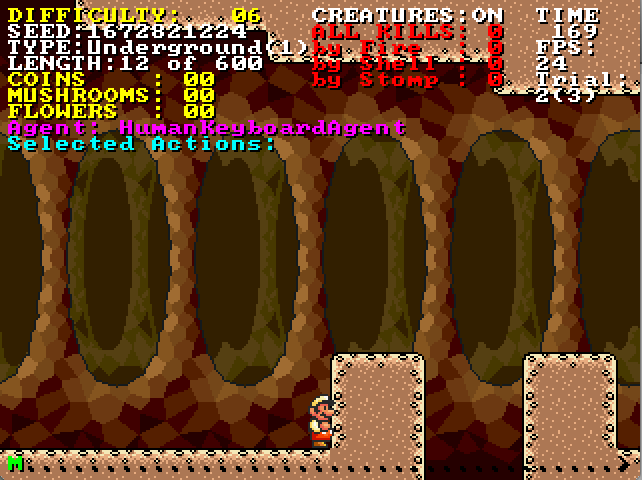 DIFFICULTY: 06 CREATURES:ON TIME
SEED:1672821224 ALL KILLS: 0 169
TYPE:Underground(1) by Fire : 0 FPS:
LENGTH:12 of 600 by Shell : 0 24
COINS : 00 by Stomp : 0 Trial:
MUSHROOMS: 00 2(3)
FLOWERS : 00
Agent: HumanKeyboardAgent
Selected Actions:
M